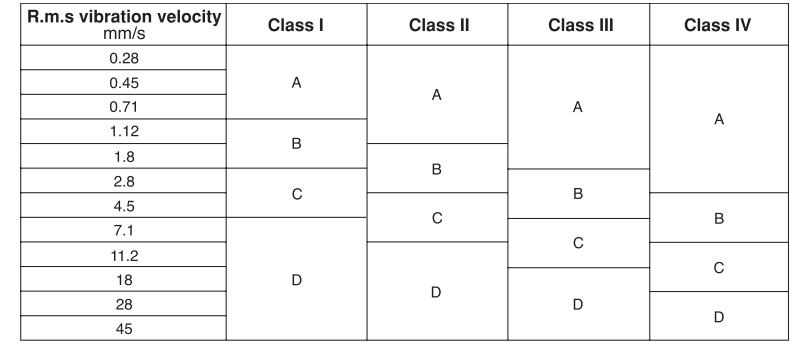 R.m.s vibration velocity
mm/s
Class I
Class II
Class III
Class IV
0.28
0.45
A
A
0.71
A
A
1.12
B
1.8
B
2.8
C
B
4.5
C
B
7.1
C
11.2
C
18
D
D
D
28
D
45